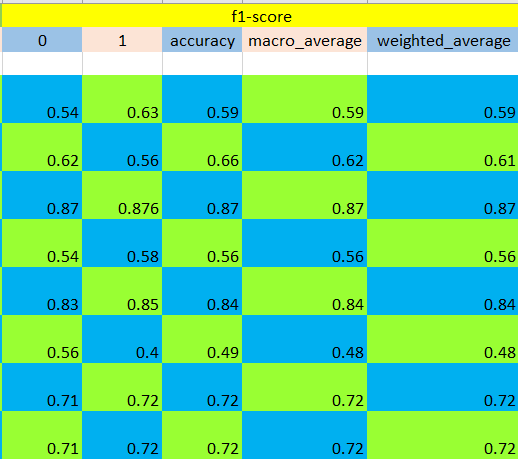 f1-score
0 1 accuracy macro_average weighted_average
0.54 0.63 0.59 0.59 0.59
0.62 0.56 0.66 0.62 0.61
0.87 0.876 0.87 0.87 0.87
0.54 0.58 0.56 0.56 0.56
0.83 0.85 0.84 0.84 0.84
0.56 0.4 0.49 0.48 0.48
0.71 0.72 0.72 0.72 0.72
0.71 0.72 0.72 0.72 0.72